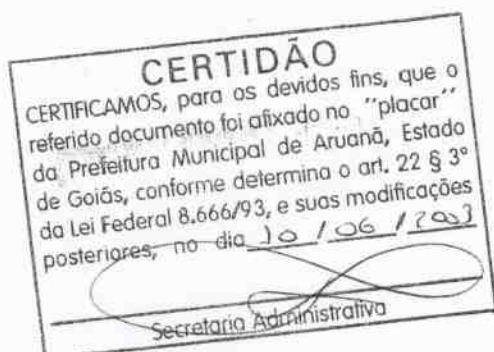 CERTIDÃO
CERTIFICAMOS, para os devidos fins, que o
referido documento foi afixado no "placar"
da Prefeitura Municipal de Aruanã, Estado
de Goiás, conforme determina o art. 22 § 3º
da Lei Federal 8.666/93, e suas modificações
posteriores, no dia 10 / 06 / 2003
Secretaria Administrativa